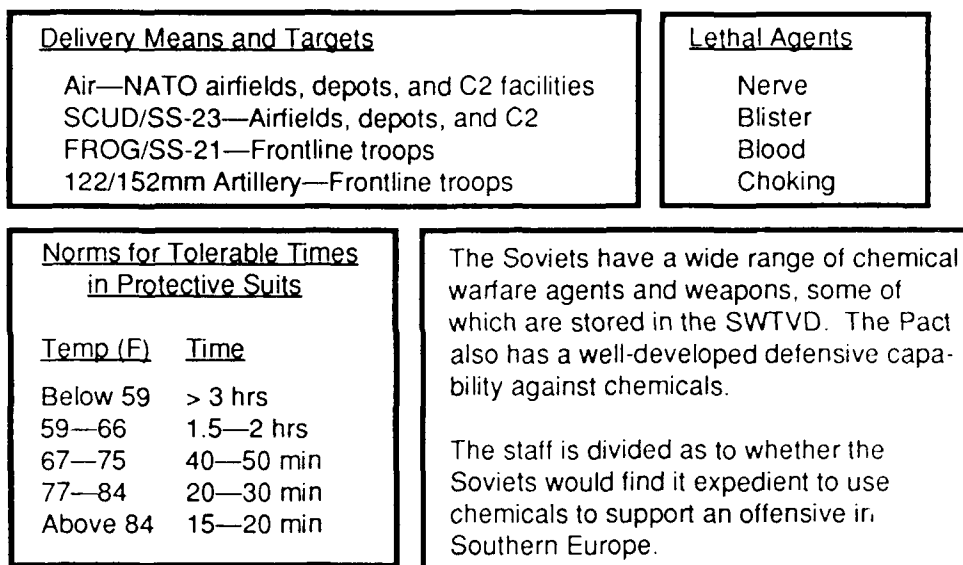 Delivery Means and Targets
Air—NATO airfields, depots, and C2 facilities
SCUD/SS-23—Airfields, depots, and C2
FROG/SS-21—Frontline troops
122/152mm Artillery—Frontline troops
Lethal Agents
Nerve
Blister
Blood
Choking
Norms for Tolerable Times
in Protective Suits
Temp (F) Time
Below 59 > 3 hrs
59—66 1.5—2 hrs
67—75 40—50 min
77—84 20—30 min
Above 84 15—20 min
The Soviets have a wide range of chemical
warfare agents and weapons, some of
which are stored in the SWTVD. The Pact
also has a well-developed defensive capa-
bility against chemicals.
The staff is divided as to whether the
Soviets would find it expedient to use
chemicals to support an offensive in
Southern Europe.